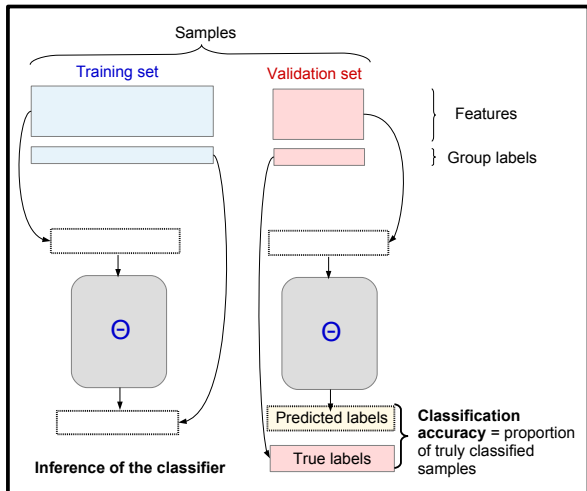 Samples
Training set
Validation set
Features
Group labels
Θ
Θ
Predicted labels
True labels
Classification
accuracy = proportion
of truly classified
samples
Inference of the classifier